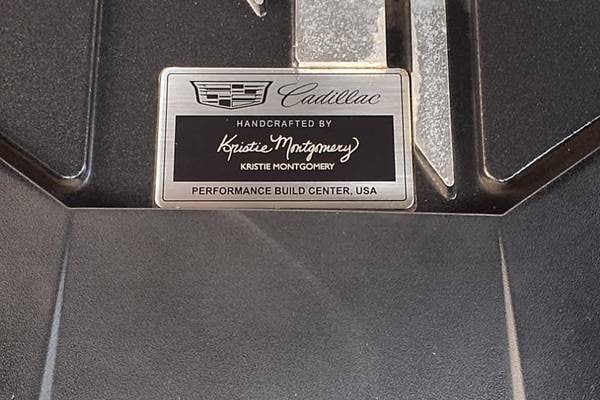 Cadillac
HANDCRAFTED BY
Kristie Montgomery
KRISTIE MONTGOMERY
PERFORMANCE BUILD CENTER, USA